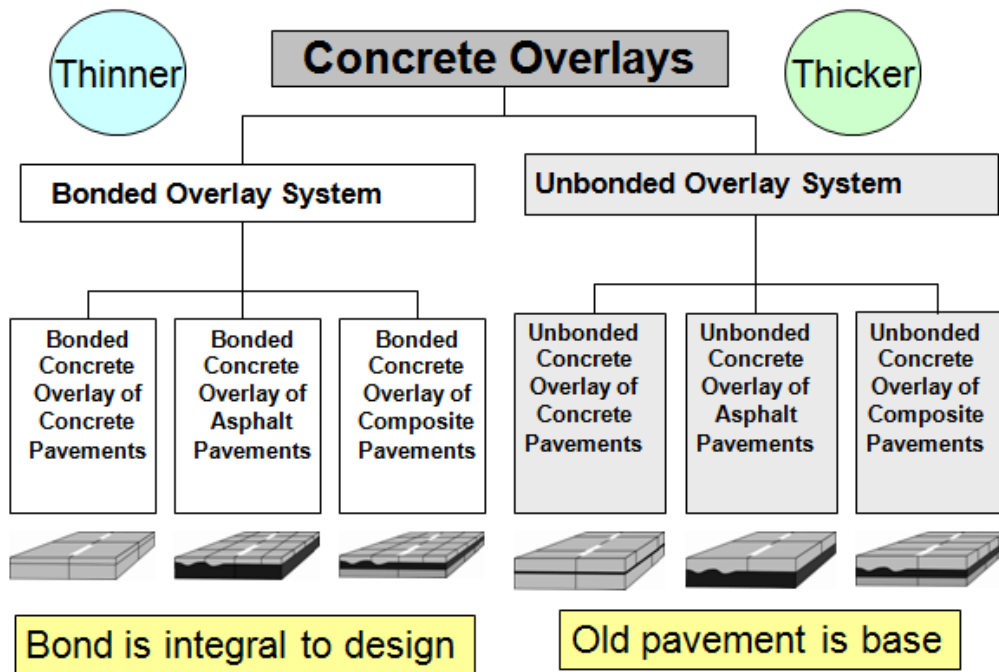 Thinner
Concrete Overlays
Thicker
Bonded Overlay System
Unbonded Overlay System
Bonded
Concrete
Overlay of
Concrete
Pavements
Bonded
Concrete
Overlay of
Asphalt
Pavements
Bonded
Concrete
Overlay of
Composite
Pavements
Unbonded
Concrete
Overlay of
Concrete
Pavements
Unbonded
Concrete
Overlay of
Asphalt
Pavements
Unbonded
Concrete
Overlay of
Composite
Pavements
Bond is integral to design
Old pavement is base